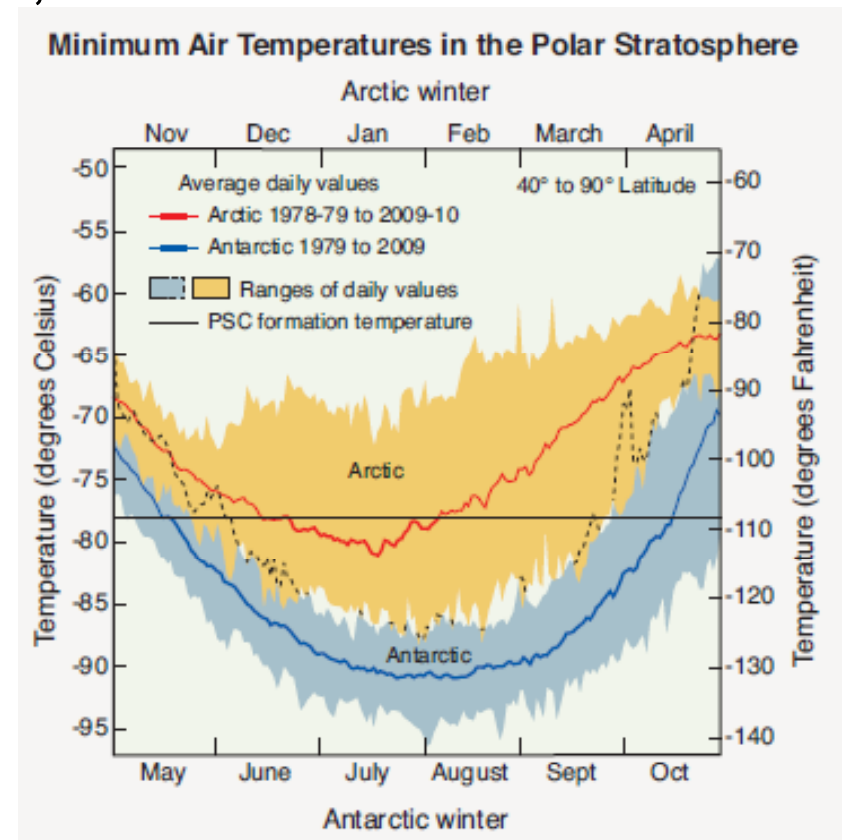 Minimum Air Temperatures in the Polar Stratosphere
Arctic winter
Nov Dec Jan Feb March April
Average daily values
40° to 90° Latitude
Arctic 1978-79 to 2009-10
Antarctic 1979 to 2009
Ranges of daily values
PSC formation temperature
Temperature (degrees Celsius)
-50
-55
-60
-65
-70
-75
-80
-85
-90
-95
Arctic
Antarctic
-60
-70
-80
-90
-100
-110
-120
-130
-140
Temperature (degrees Fahrenheit)
May June July August Sept Oct
Antarctic winter